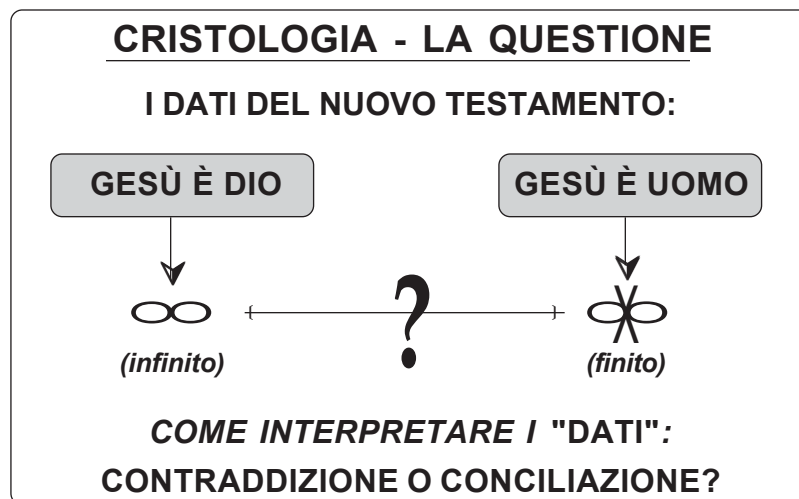 CRISTOLOGIA - LA QUESTIONE
I DATI DEL NUOVO TESTAMENTO:
GESÙ È DIO GESÙ È UOMO
?
(infinito) (finito)
COME INTERPRETARE I "DATI":
CONTRADDIZIONE O CONCILIAZIONE?